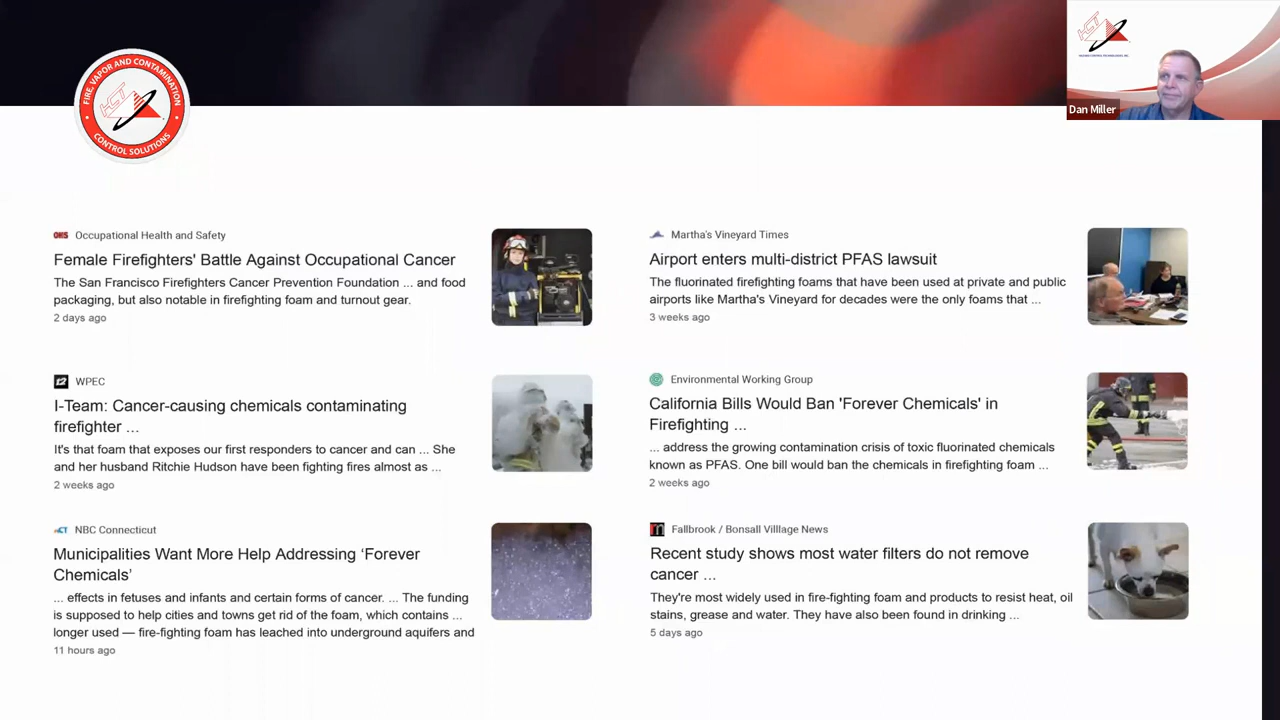 FIRE, VAPOR AND CONTAMINATION
HCT
CONTROL SOLUTIONS
HCT
Dan Miller
Occupational Health and Safety
Female Firefighters' Battle Against Occupational Cancer
The San Francisco Firefighters Cancer Prevention Foundation ... and food
packaging, but also notable in firefighting foam and turnout gear.
2 days ago
WPEC
I-Team: Cancer-causing chemicals contaminating
firefighter ...
It's that foam that exposes our first responders to cancer and can ... She
and her husband Ritchie Hudson have been fighting fires almost as ...
2 weeks ago
NBC Connecticut
Municipalities Want More Help Addressing ‘Forever
Chemicals’
... effects in fetuses and infants and certain forms of cancer. ... The funding
is supposed to help cities and towns get rid of the foam, which contains ...
longer used — fire-fighting foam has leached into underground aquifers and
11 hours ago
Martha's Vineyard Times
Airport enters multi-district PFAS lawsuit
The fluorinated firefighting foams that have been used at private and public
airports like Martha's Vineyard for decades were the only foams that ...
3 weeks ago
Environmental Working Group
California Bills Would Ban 'Forever Chemicals' in
Firefighting ...
... address the growing contamination crisis of toxic fluorinated chemicals
known as PFAS. One bill would ban the chemicals in firefighting foam ...
2 weeks ago
Fallbrook / Bonsall Villlage News
Recent study shows most water filters do not remove
cancer ...
They're most widely used in fire-fighting foam and products to resist heat, oil
stains, grease and water. They have also been found in drinking ...
5 days ago